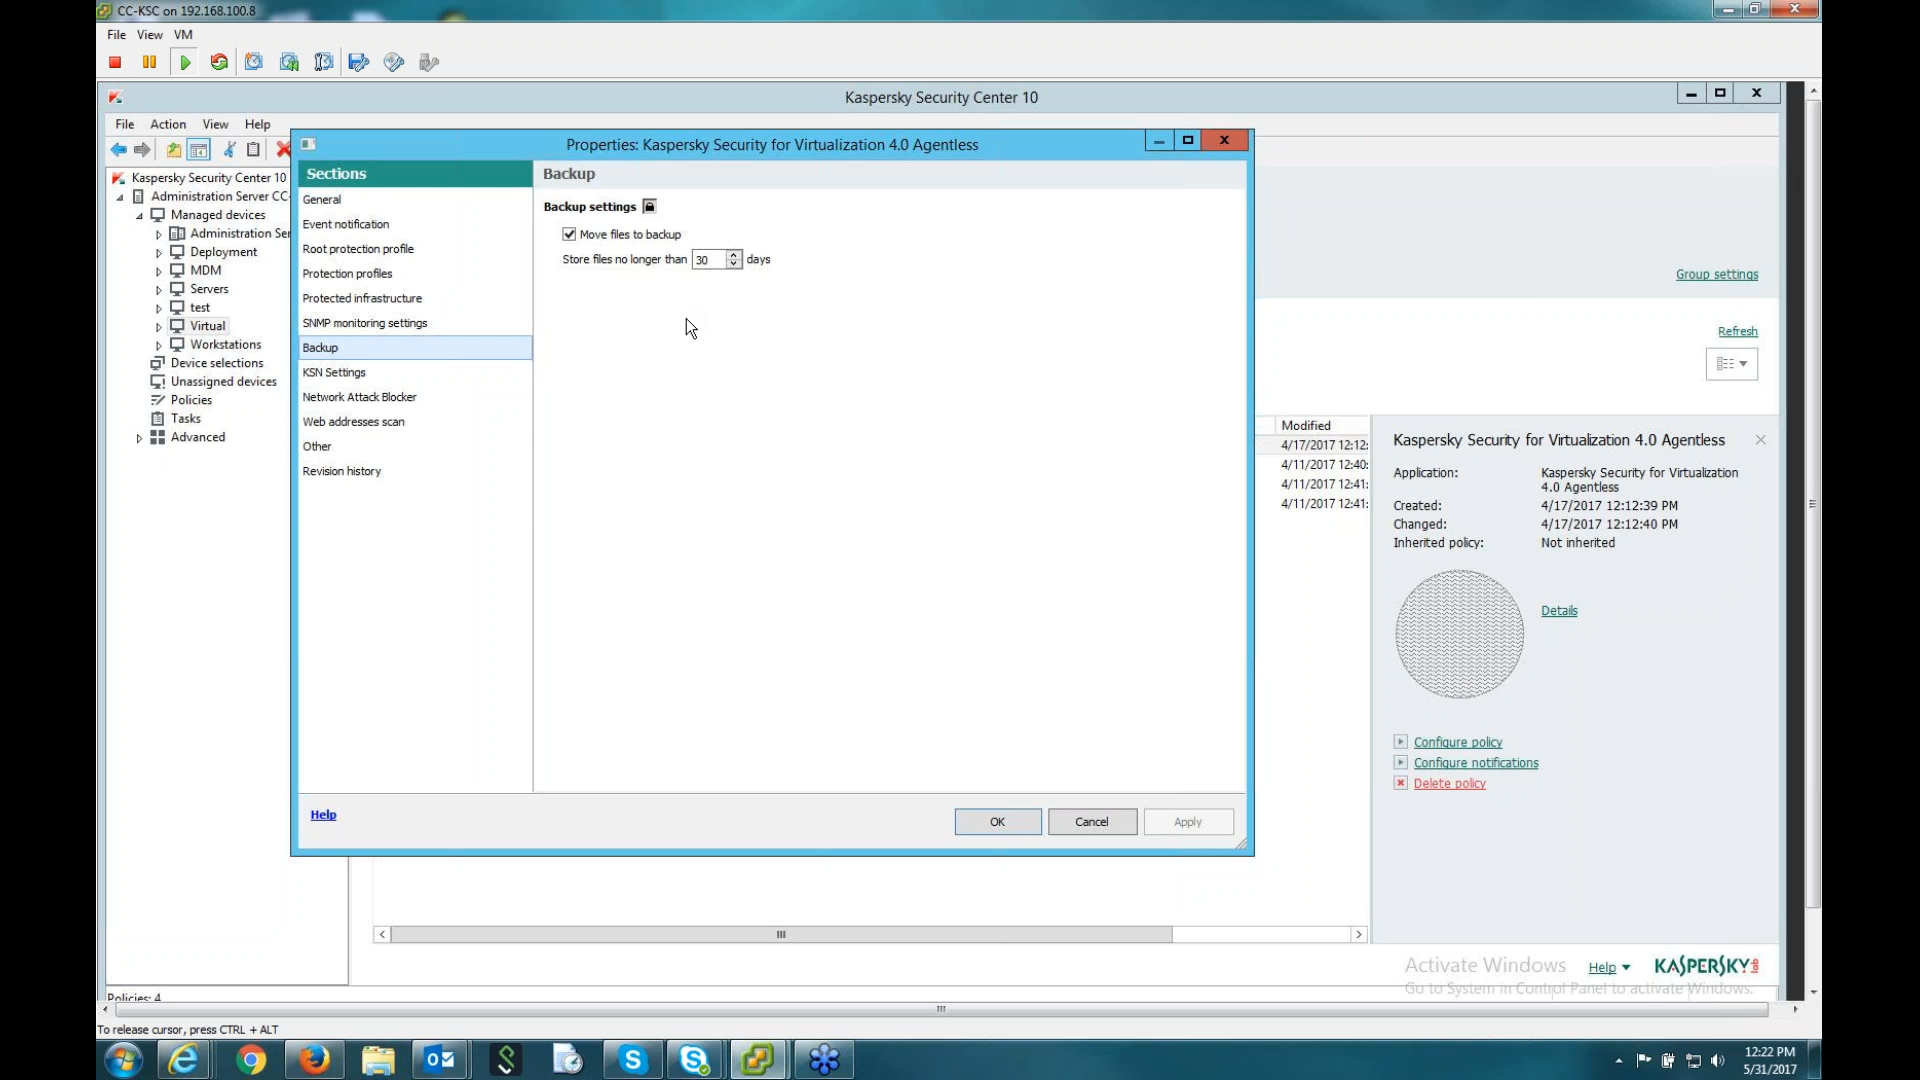 CC-KSC on 192.168.100.8
File View VM
Kaspersky Security Center 10
File Action View Help
Properties: Kaspersky Security for Virtualization 4.0 Agentless
Kaspersky Security Center 10
Administration Server CC-
Managed devices
Administration Ser
Deployment
MDM
Servers
test
Virtual
Workstations
Device selections
Unassigned devices
Policies
Tasks
Advanced
Sections
General
Event notification
Root protection profile
Protection profiles
Protected infrastructure
SNMP monitoring settings
Backup
KSN Settings
Network Attack Blocker
Web addresses scan
Other
Revision history
Backup
Backup settings
Move files to backup
Store files no longer than 30 days
Help
OK Cancel Apply
Group settings
Refresh
Modified
4/17/2017 12:12:
4/11/2017 12:40:
4/11/2017 12:41:
4/11/2017 12:41:
Kaspersky Security for Virtualization 4.0 Agentless
Application: Kaspersky Security for Virtualization
4.0 Agentless
Created: 4/17/2017 12:12:39 PM
Changed: 4/17/2017 12:12:40 PM
Inherited policy: Not inherited
Details
Configure policy
Configure notifications
Delete policy
Activate Windows
Help KASPERSKY lab
Go to System in Control Panel to activate Windows.
Policies: 4
To release cursor, press CTRL + ALT
12:22 PM
5/31/2017